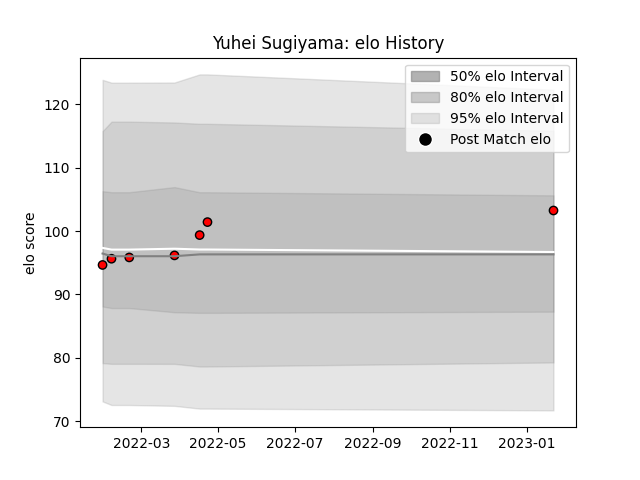 Yuhei Sugiyama: elo History
50% elo Interval
80% elo Interval
95% elo Interval
Post Match elo
elo score
120
110
100
90
80
70
2022-03 2022-05 2022-07 2022-09 2022-11 2023-01